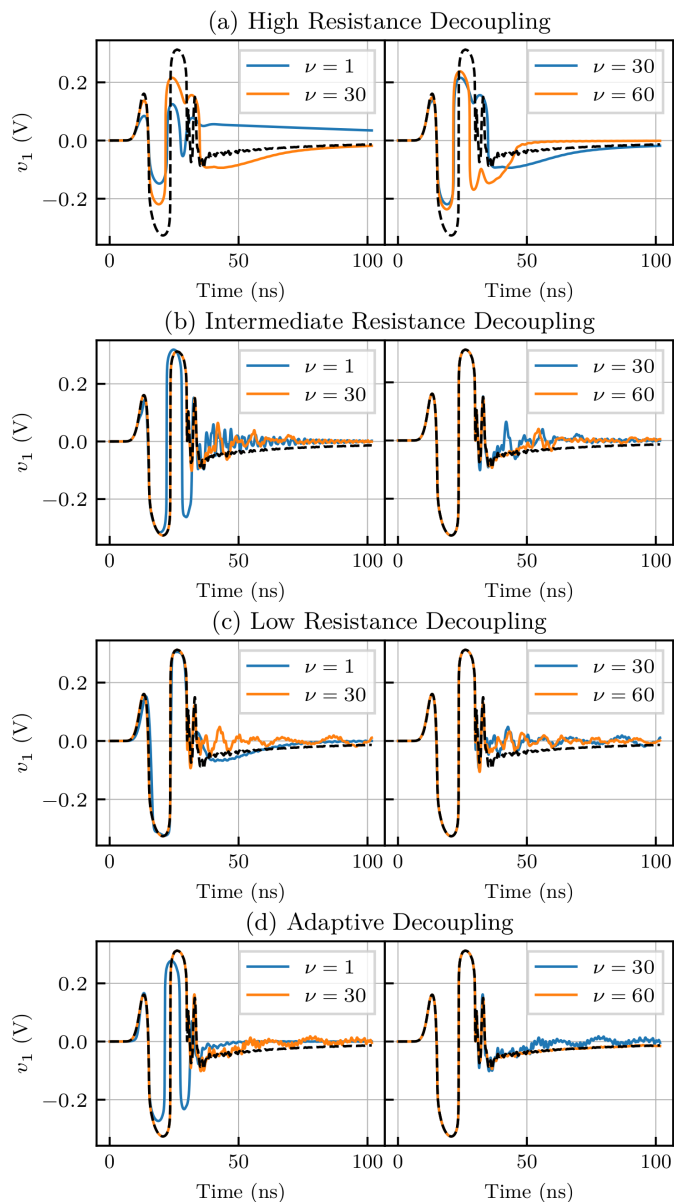 (a) High Resistance Decoupling
v₁ (V)
0.2
0.0
−0.2
ν = 1
ν = 30
ν = 30
ν = 60
0 50 100 0 50 100
Time (ns) Time (ns)
(b) Intermediate Resistance Decoupling
v₁ (V)
0.2
0.0
−0.2
ν = 1
ν = 30
ν = 30
ν = 60
0 50 100 0 50 100
Time (ns) Time (ns)
(c) Low Resistance Decoupling
v₁ (V)
0.2
0.0
−0.2
ν = 1
ν = 30
ν = 30
ν = 60
0 50 100 0 50 100
Time (ns) Time (ns)
(d) Adaptive Decoupling
v₁ (V)
0.2
0.0
−0.2
ν = 1
ν = 30
ν = 30
ν = 60
0 50 100 0 50 100
Time (ns) Time (ns)